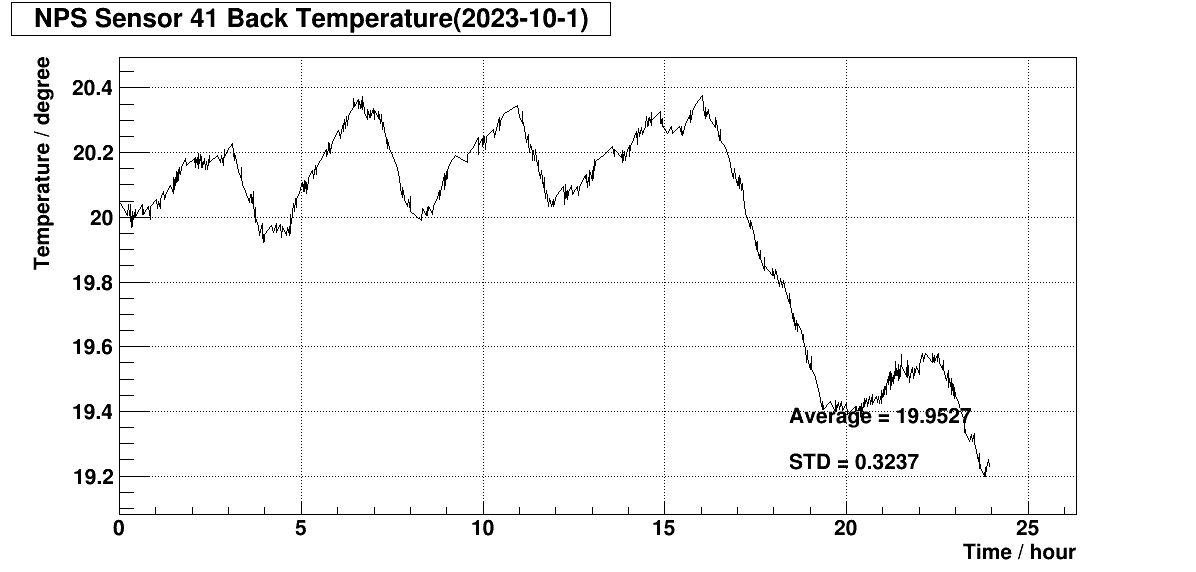 NPS Sensor 41 Back Temperature(2023-10-1)
Temperature / degree
20.4
20.2
20
19.8
19.6
19.4
19.2
Average = 19.9527
STD = 0.3237
0 5 10 15 20 25
Time / hour